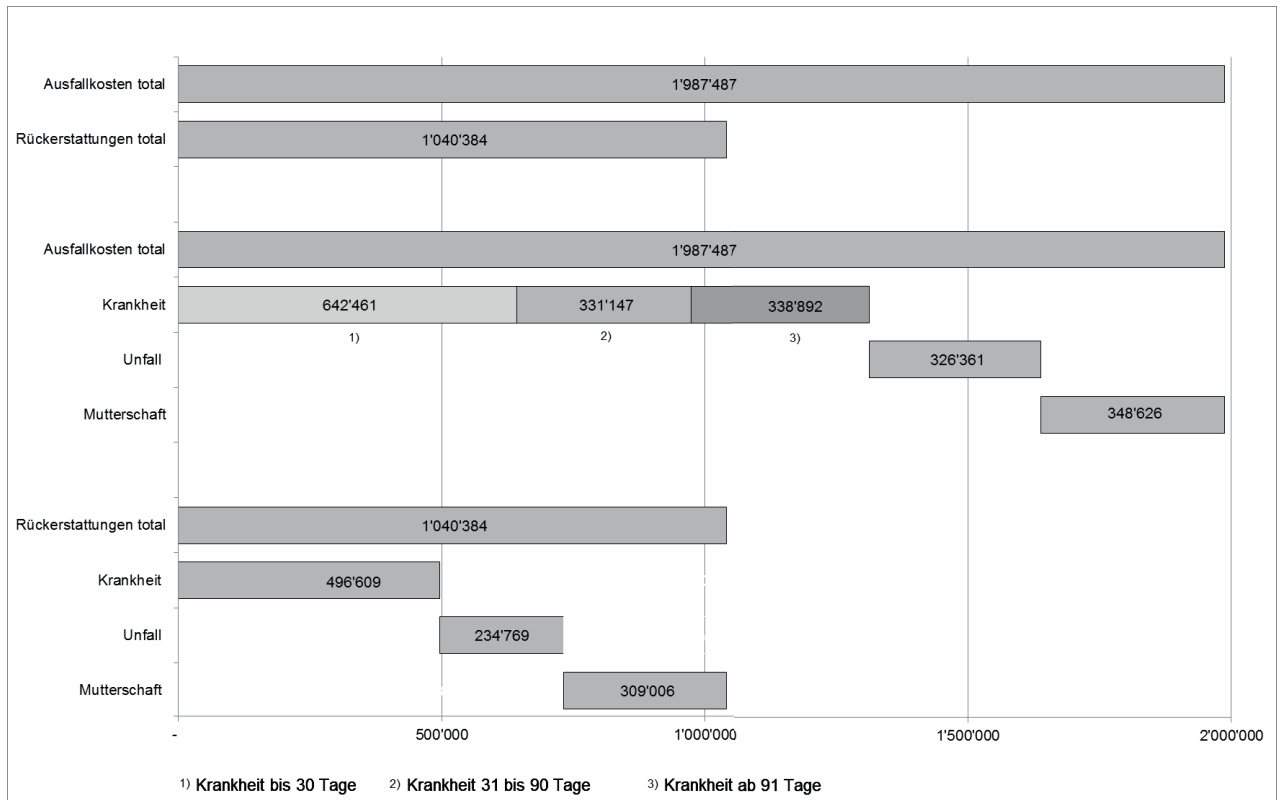 Ausfallkosten total 1'987'487
Rückerstattungen total 1'040'384
Ausfallkosten total 1'987'487
Krankheit 642'461 331'147 338'892
1) 2) 3)
Unfall 326'361
Mutterschaft 348'626
Rückerstattungen total 1'040'384
Krankheit 496'609
Unfall 234'769
Mutterschaft 309'006
- 500'000 1'000'000 1'500'000 2'000'000
1) Krankheit bis 30 Tage 2) Krankheit 31 bis 90 Tage 3) Krankheit ab 91 Tage